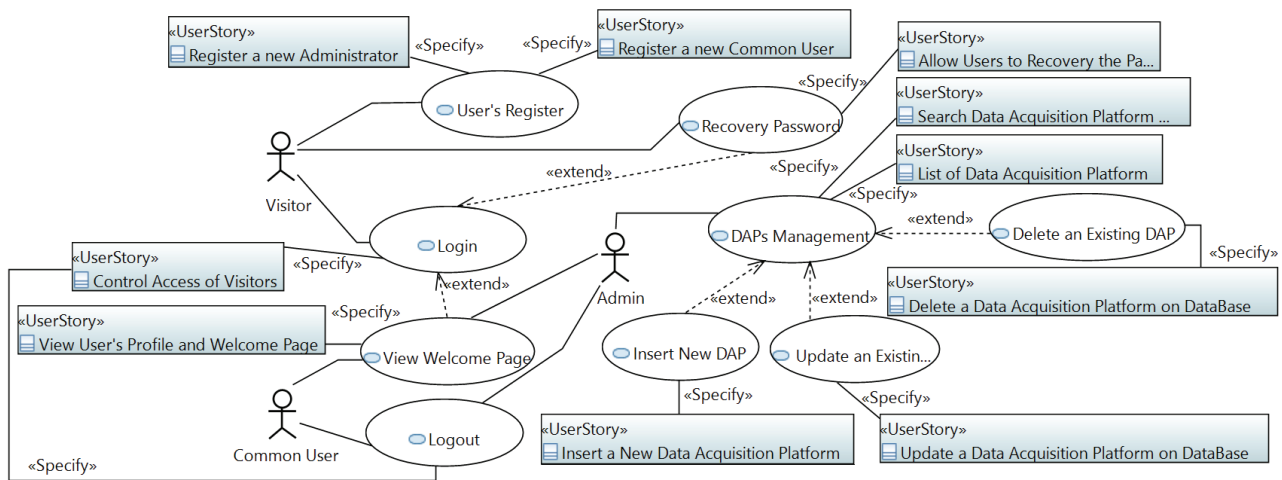 «UserStory»
Register a new Administrator
«Specify»
«Specify»
«UserStory»
Register a new Common User
«UserStory»
Allow Users to Recovery the Pa...
«Specify»
User's Register
Recovery Password
«UserStory»
Search Data Acquisition Platform ...
«Specify»
«UserStory»
List of Data Acquisition Platform
«Specify»
«extend»
Visitor
Login
DAPs Management
«extend»
Delete an Existing DAP
«UserStory»
Control Access of Visitors
«Specify»
«extend»
Admin
«extend»
«extend»
«UserStory»
Delete a Data Acquisition Platform on DataBase
«UserStory»
View User's Profile and Welcome Page
«Specify»
View Welcome Page
Insert New DAP
Update an Existin...
«Specify»
«Specify»
Common User
Logout
«Specify»
«UserStory»
Insert a New Data Acquisition Platform
«UserStory»
Update a Data Acquisition Platform on DataBase